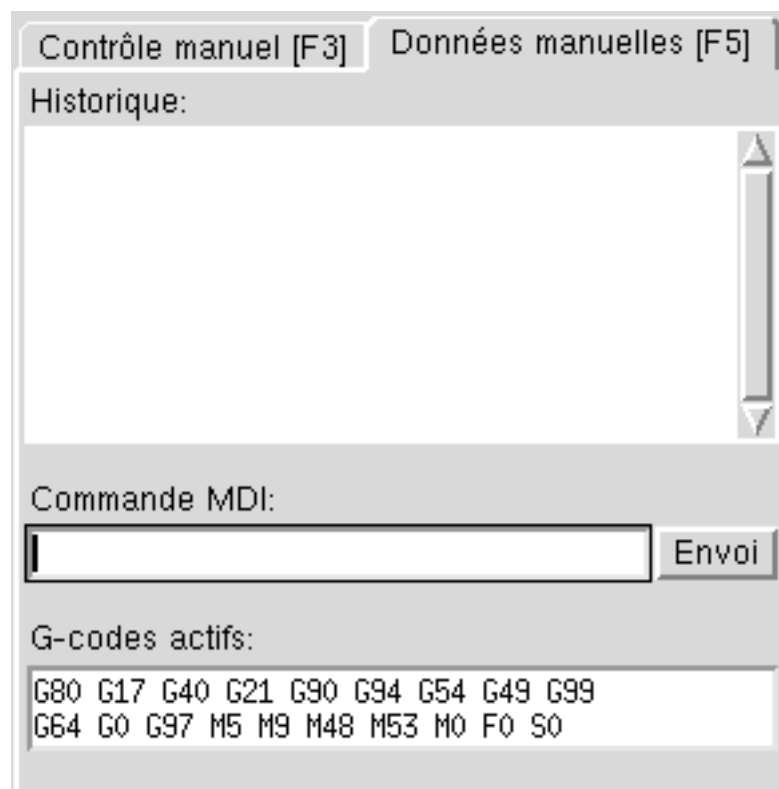 Contrôle manuel [F3] Données manuelles [F5]
Historique:
Commande MDI:
Envoi
G-codes actifs:
G80 G17 G40 G21 G90 G94 G54 G49 G99
G64 G0 G97 M5 M9 M48 M53 M0 F0 S0